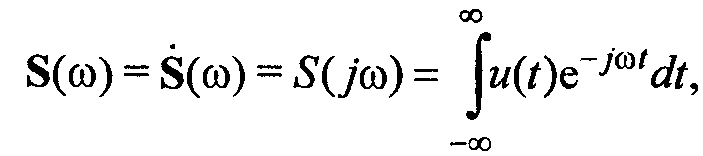 S(ω) = Ṡ(ω) = S(jω) = ∫_{-∞}^{∞} u(t)e^{-jωt} dt,